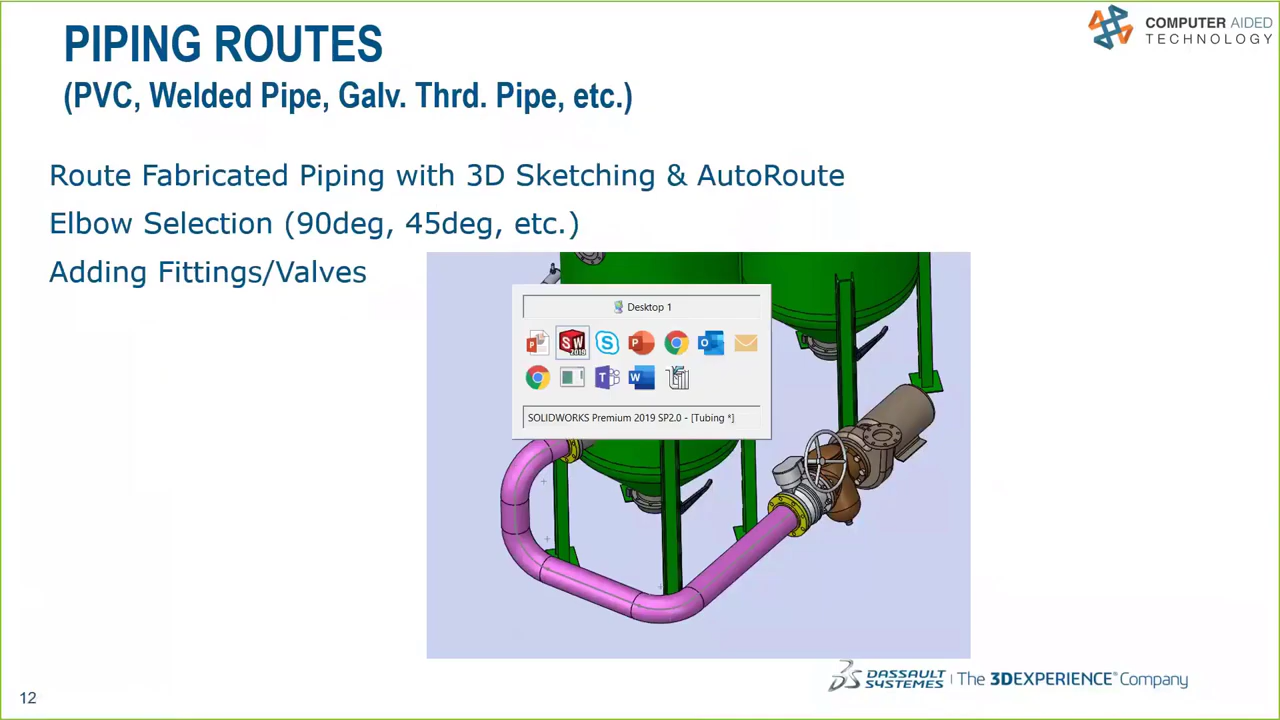 PIPING ROUTES
(PVC, Welded Pipe, Galv. Thrd. Pipe, etc.)
COMPUTER AIDED
TECHNOLOGY
Route Fabricated Piping with 3D Sketching & AutoRoute
Elbow Selection (90deg, 45deg, etc.)
Adding Fittings/Valves
Desktop 1
SW
2019
S
P
P
O
T
W
SOLIDWORKS Premium 2019 SP2.0 - [Tubing *]
12
DASSAULT
SYSTEMES
The 3DEXPERIENCE® Company